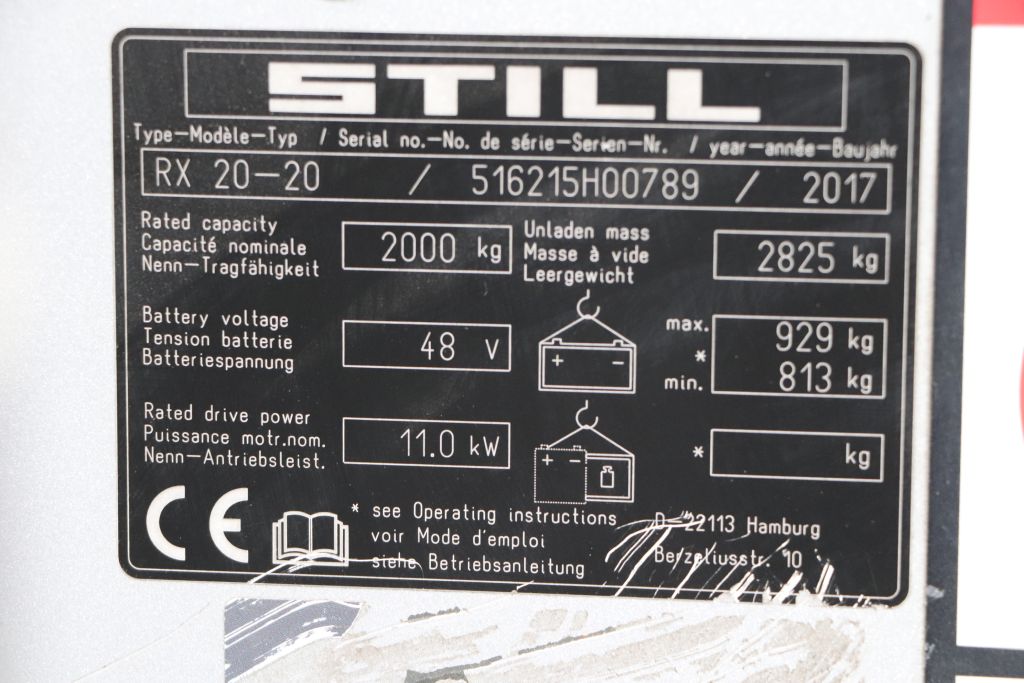 STILL
Type-Modèle-Typ / Serial no.-No. de série-Serien-Nr. / year-année-Baujahr
RX 20-20 / 516215H00789 / 2017
Rated capacity
Capacité nominale
Nenn-Tragfähigkeit
2000 kg
Unladen mass
Masse à vide
Leergewicht
2825 kg
Battery voltage
Tension batterie
Batteriespannung
48 V
+ -
max.
*
min.
929 kg
813 kg
Rated drive power
Puissance motr.nom.
Nenn-Antriebsleist.
11.0 kW
+ -
* kg
CE
* see Operating instructions
voir Mode d'emploi
siehe Betriebsanleitung
D-22113 Hamburg
Berzeliusstr. 10